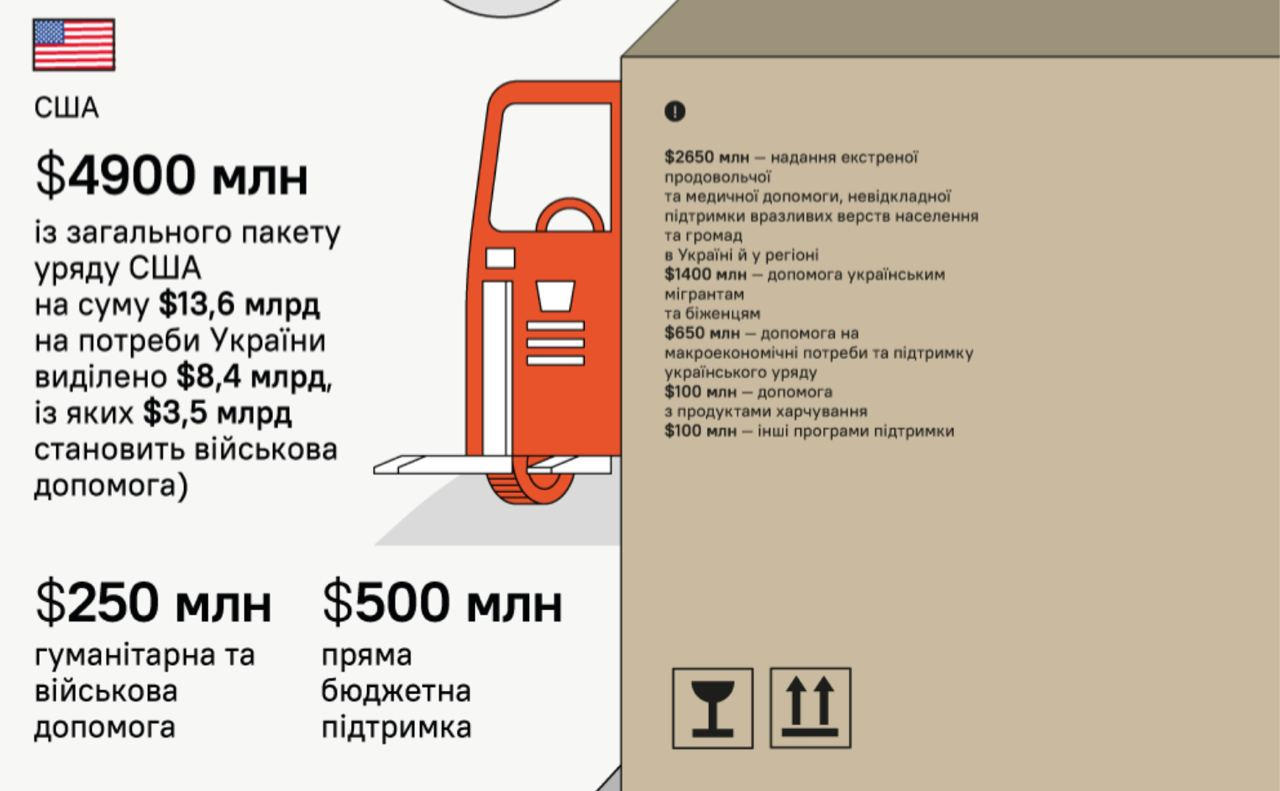 США
$4900 млн
із загального пакету
уряду США
на суму $13,6 млрд
на потреби України
виділено $8,4 млрд,
із яких $3,5 млрд
становить військова
допомога)
$250 млн
гуманітарна та
військова
допомога
$500 млн
пряма
бюджетна
підтримка
!
$2650 млн — надання екстреної
продовольчої
та медичної допомоги, невідкладної
підтримки вразливих верств населення
та громад
в Україні й у регіоні
$1400 млн — допомога українським
мігрантам
та біженцям
$650 млн — допомога на
макроекономічні потреби та підтримку
українського уряду
$100 млн — допомога
з продуктами харчування
$100 млн — інші програми підтримки